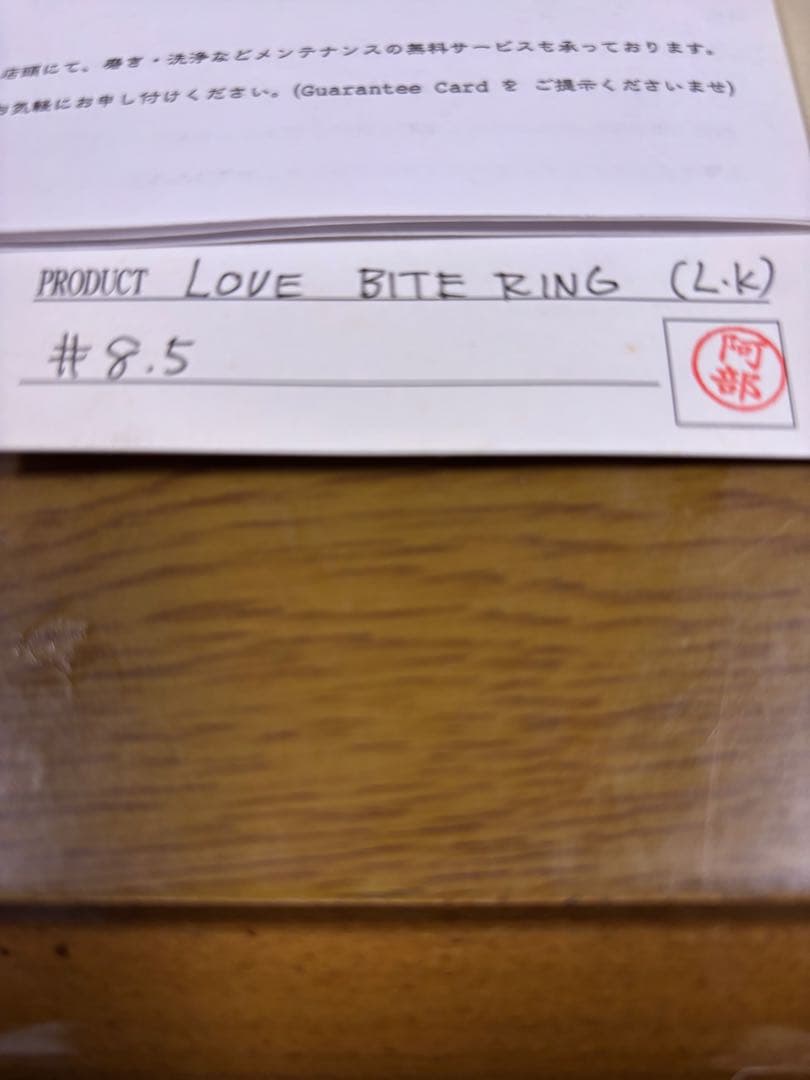 店頭にて。磨き・洗浄などメンテナンスの無料サービスも承っております。
お気軽にお申し付けください。(Guarantee Card を ご提示くださいませ)
PRODUCT LOVE BITE RING (L.K)
#8.5
阿部